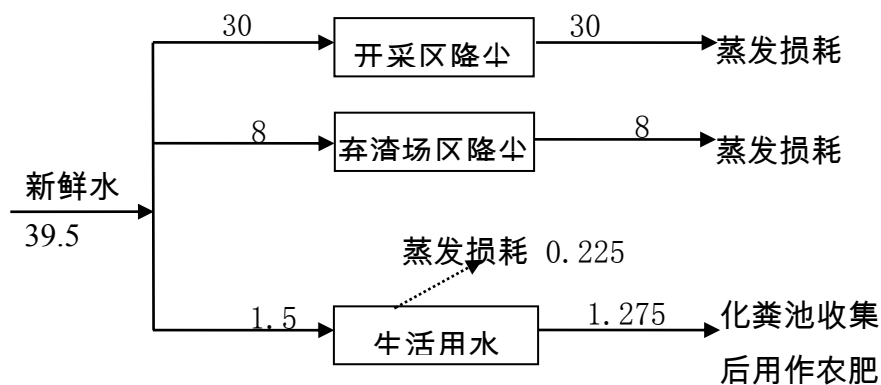 30
开采区降尘
30
蒸发损耗
8
弃渣场区降尘
8
蒸发损耗
新鲜水
39.5
蒸发损耗 0.225
1.5
生活用水
1.275
化粪池收集
后用作农肥